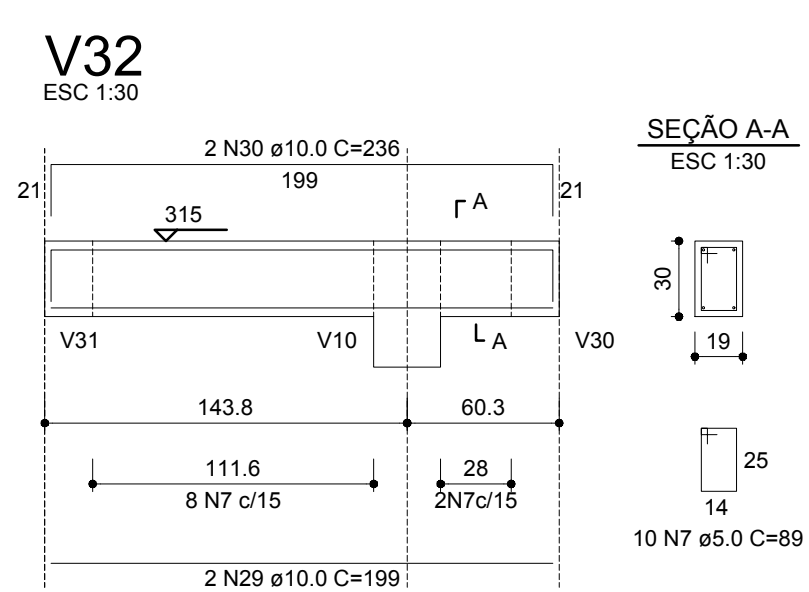 V32
ESC 1:30
2 N30 ø10.0 C=236
21
199
21
315
A
V31
V10
A
V30
143.8
60.3
111.6
28
8 N7 c/15
2N7c/15
2 N29 ø10.0 C=199
SEÇÃO A-A
ESC 1:30
30
19
25
14
10 N7 ø5.0 C=89